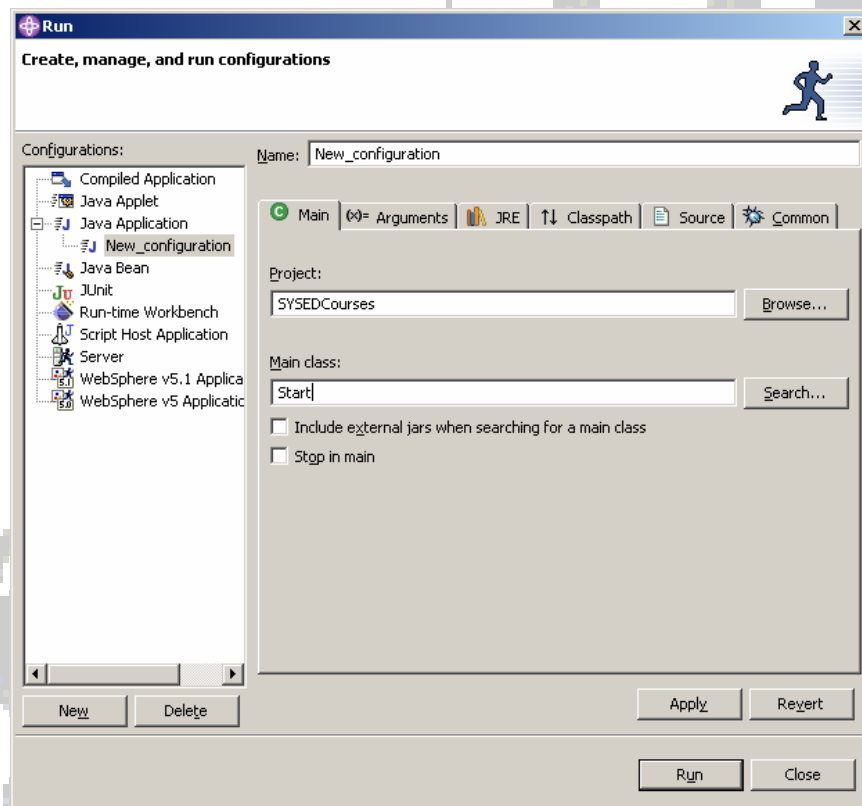 Run
Create, manage, and run configurations
Configurations:
Compiled Application
Java Applet
Java Application
New_configuration
Java Bean
JUnit
Run-time Workbench
Script Host Application
Server
WebSphere v5.1 Applica
WebSphere v5 Applicatic
New
Delete
Name: New_configuration
Main (x)= Arguments JRE Classpath Source Common
Project:
SYSEDCourses Browse...
Main class:
Start Search...
Include external jars when searching for a main class
Stop in main
Apply Revert
Run Close